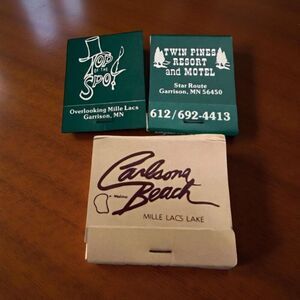 TOP
OF THE
SPOT
Overlooking Mille Lacs
Garrison, MN
TWIN PINES
RESORT
and MOTEL
Star Route
Garrison, MN 56450
612/692-4413
Carlsona
Beach
MILLE LACS LAKE